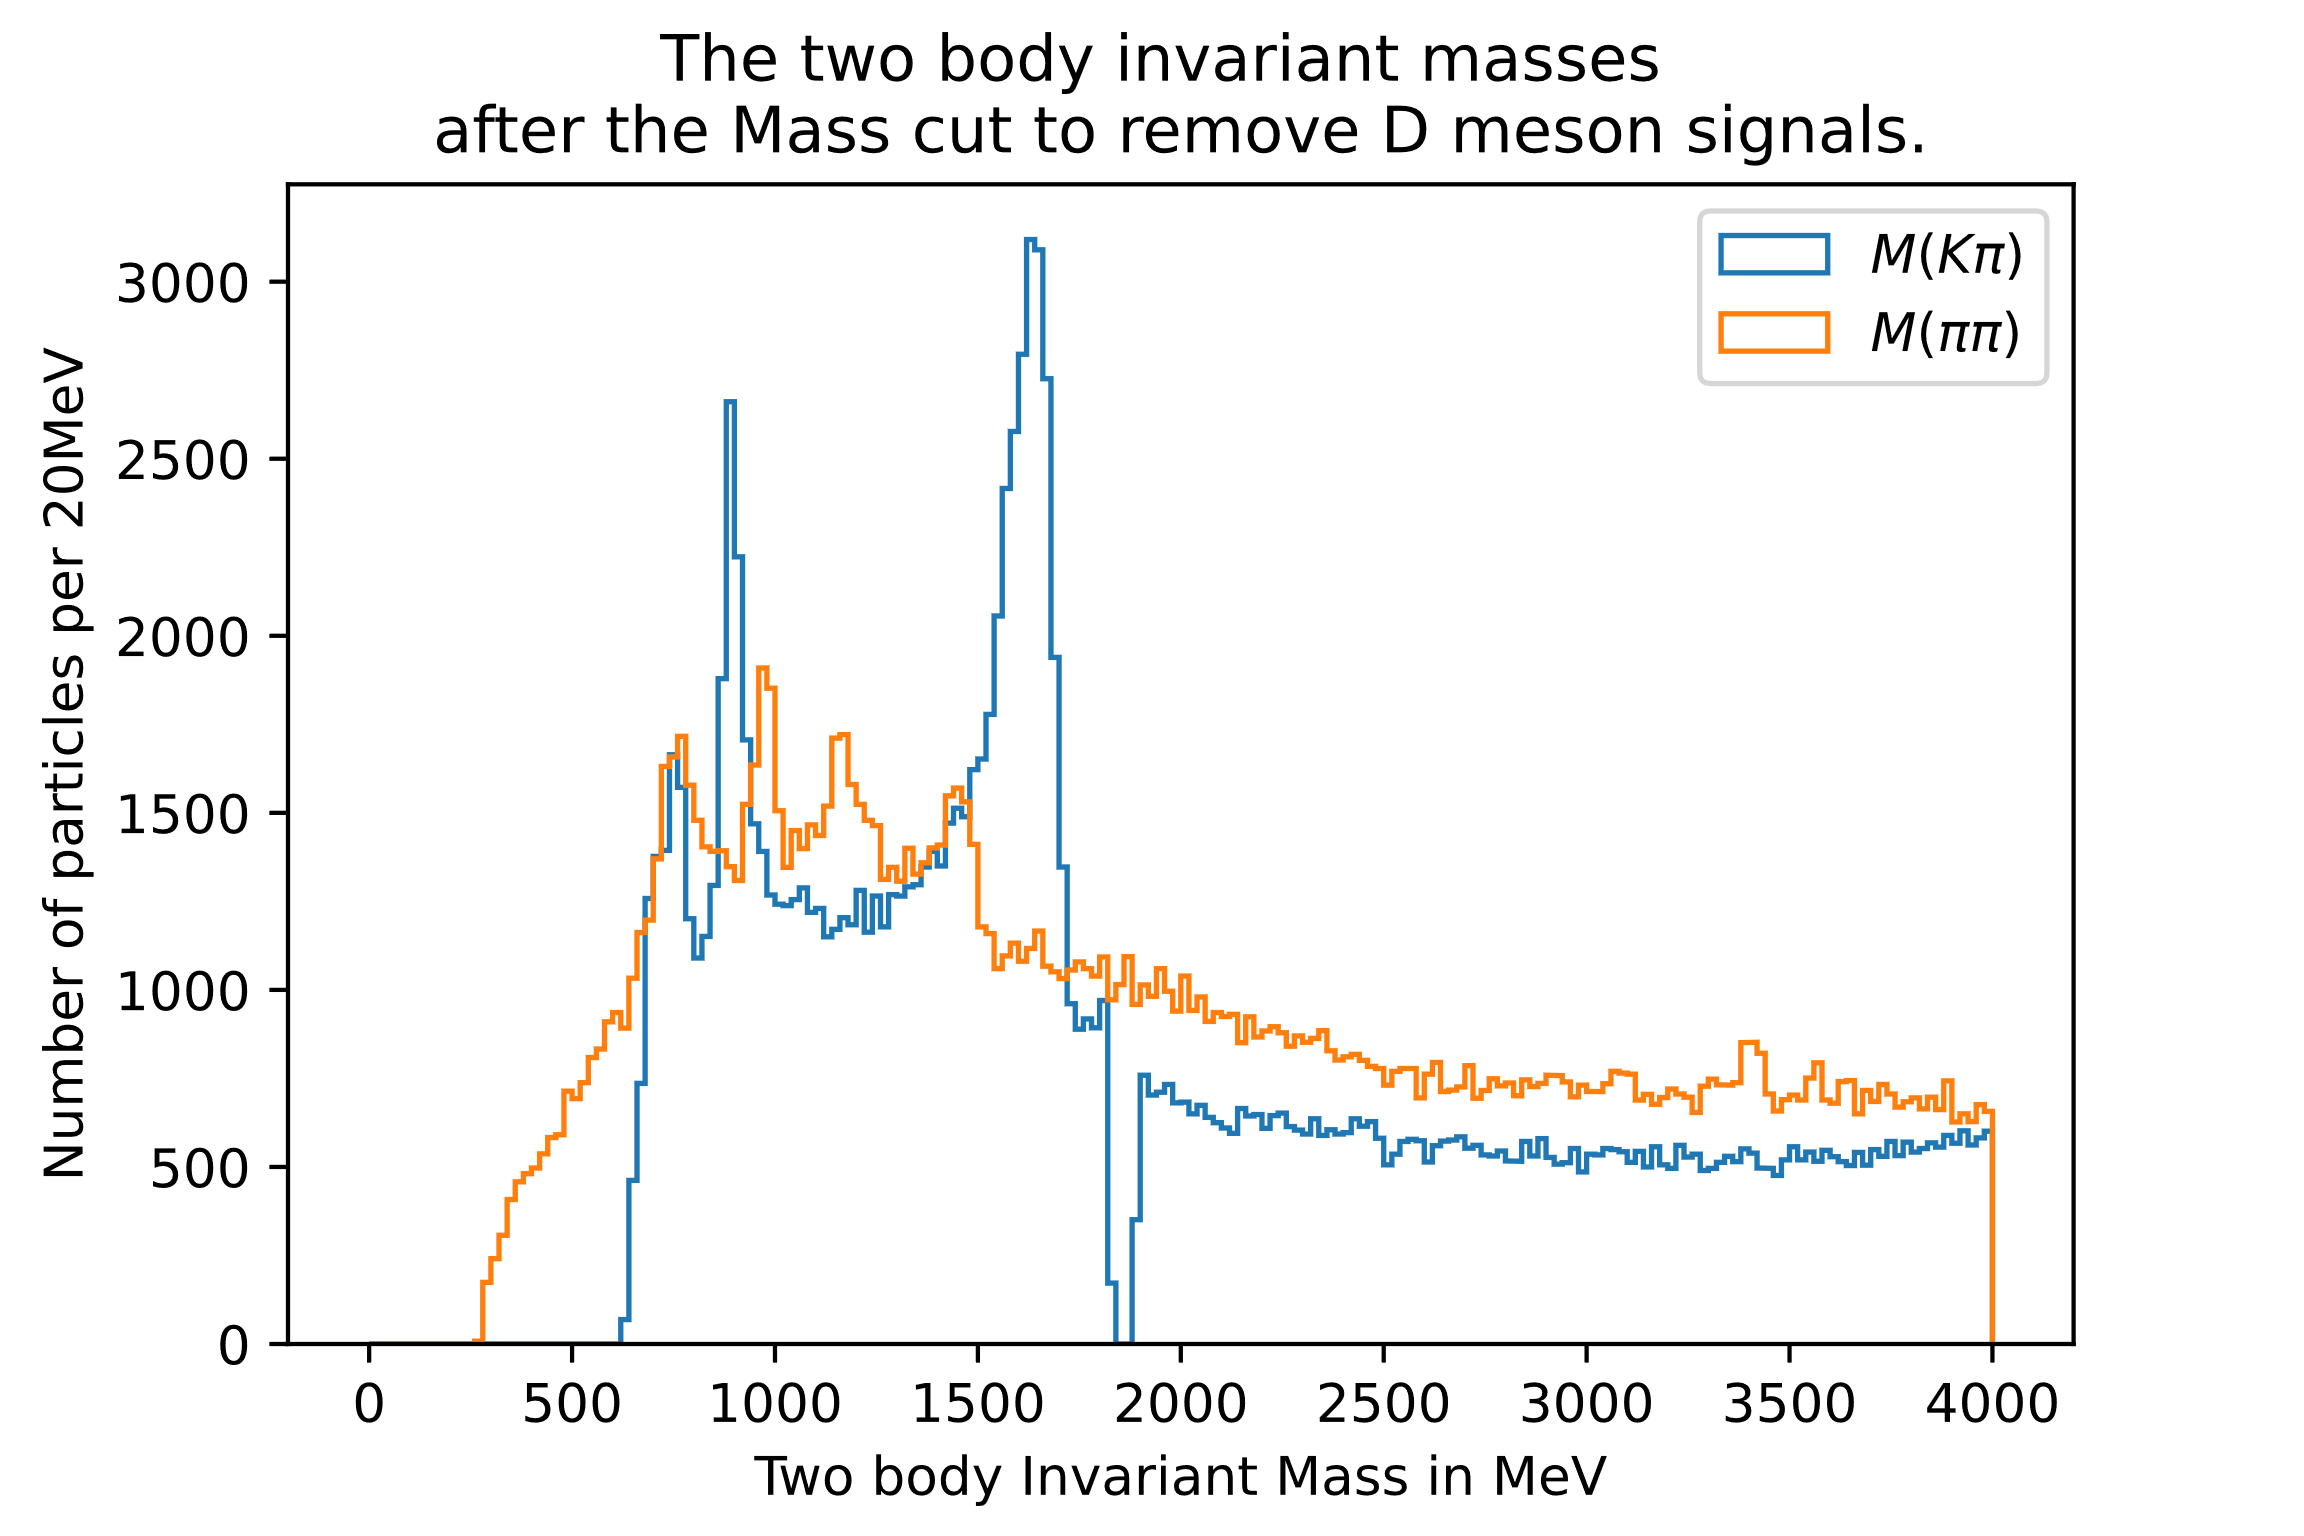 The two body invariant masses
after the Mass cut to remove D meson signals.
M(Kπ)
M(ππ)
Number of particles per 20MeV
3000
2500
2000
1500
1000
500
0
0 500 1000 1500 2000 2500 3000 3500 4000
Two body Invariant Mass in MeV